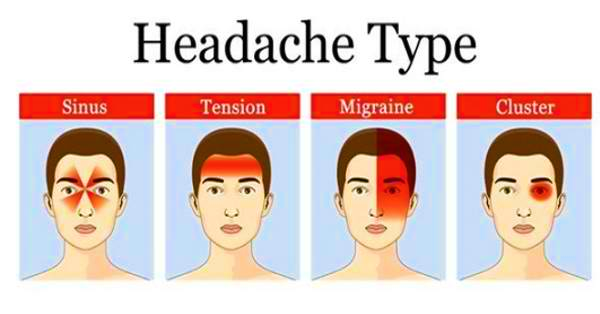 Headache Type
Sinus
Tension
Migraine
Cluster